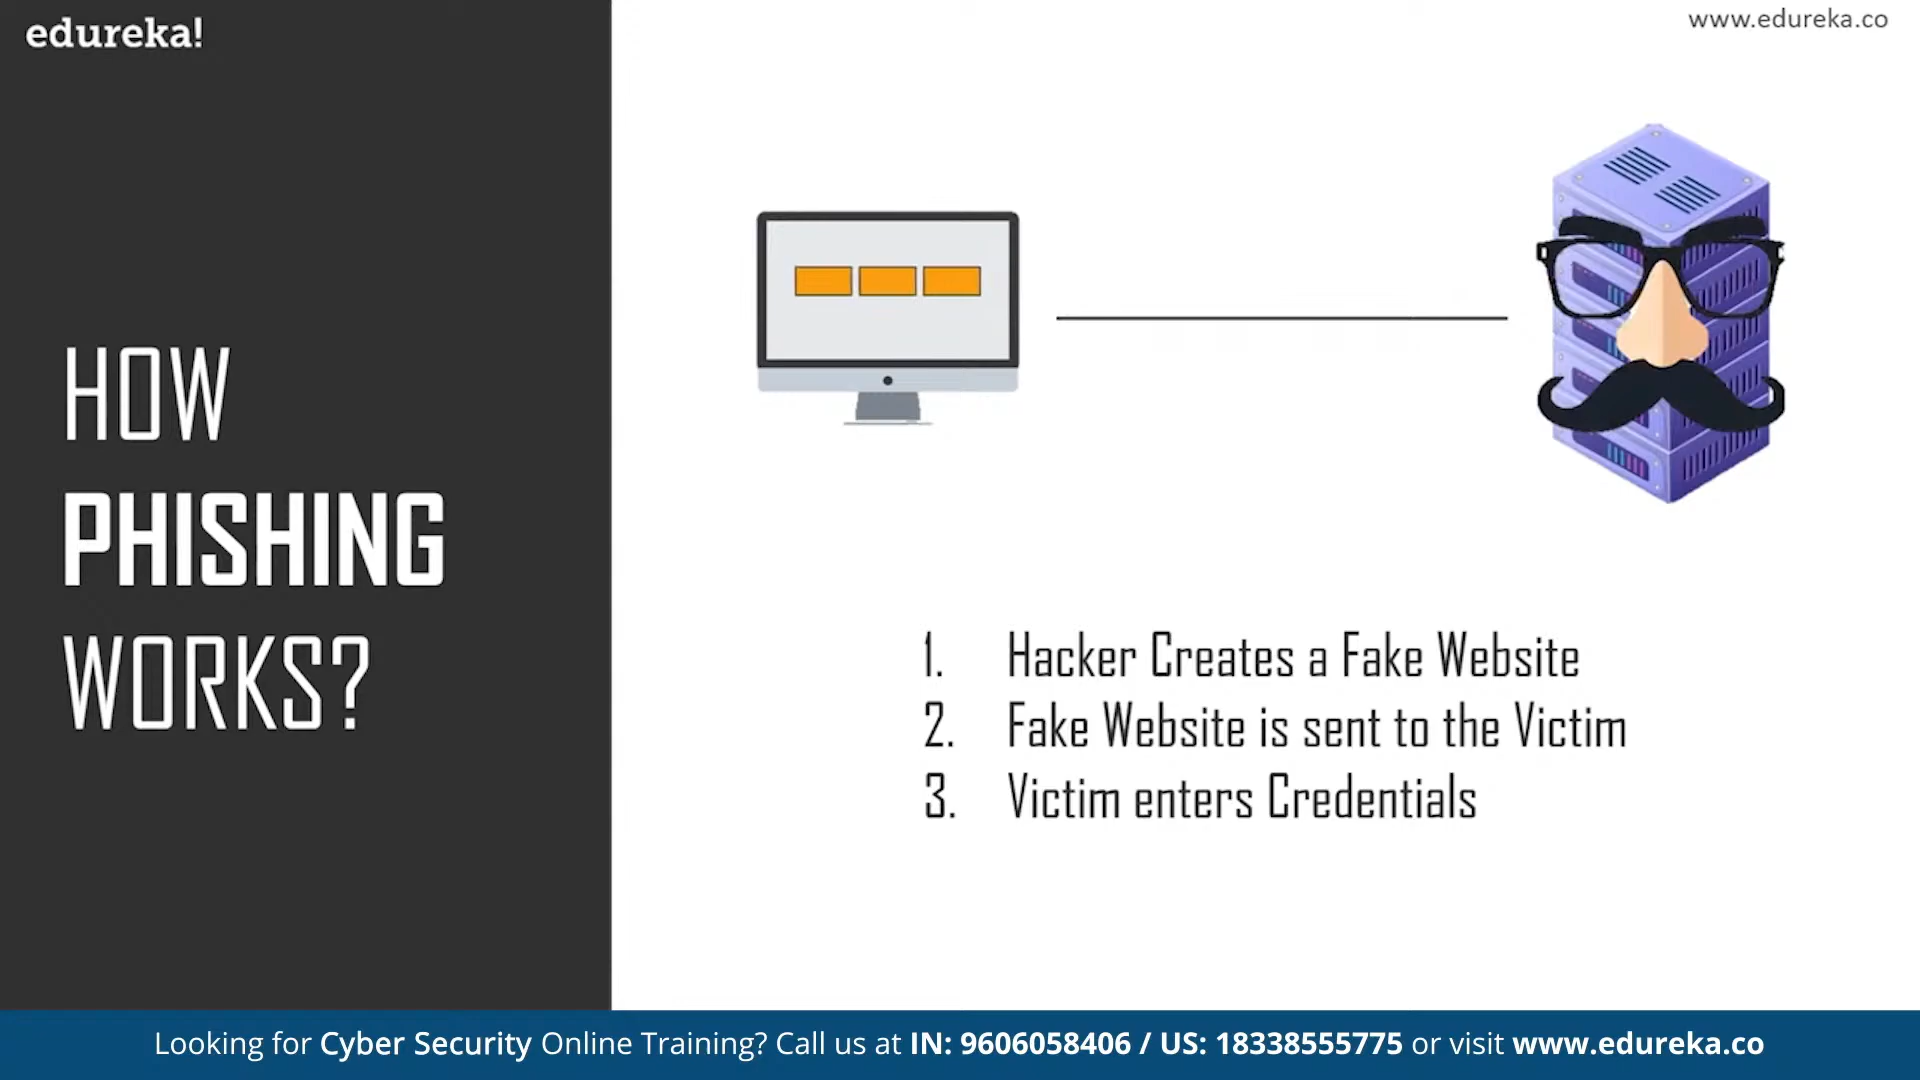 edureka!
www.edureka.co
HOW
PHISHING
WORKS?
1. Hacker Creates a Fake Website
2. Fake Website is sent to the Victim
3. Victim enters Credentials
Looking for Cyber Security Online Training? Call us at IN: 9606058406 / US: 18338555775 or visit www.edureka.co